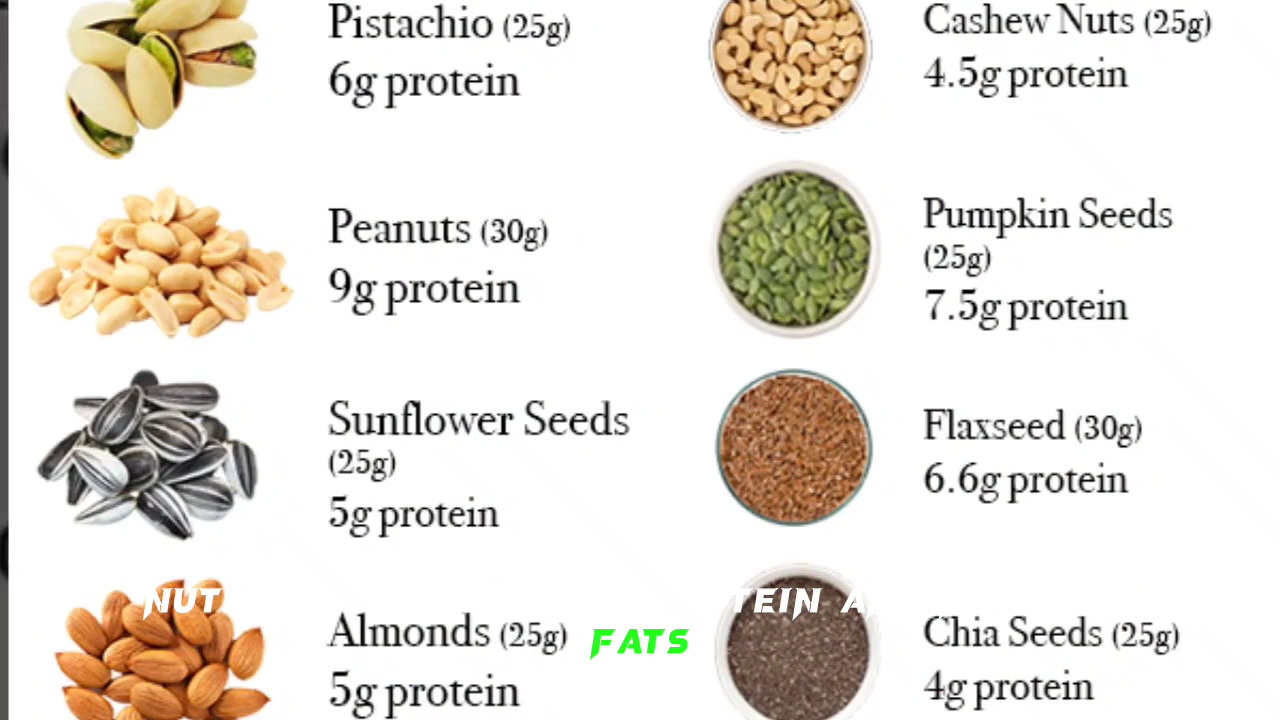 Pistachio (25g)
6g protein
Cashew Nuts (25g)
4.5g protein
Peanuts (30g)
9g protein
Pumpkin Seeds
(25g)
7.5g protein
Sunflower Seeds
(25g)
5g protein
Flaxseed (30g)
6.6g protein
Almonds (25g)
5g protein
Chia Seeds (25g)
4g protein
NUT
TEIN A
FATS